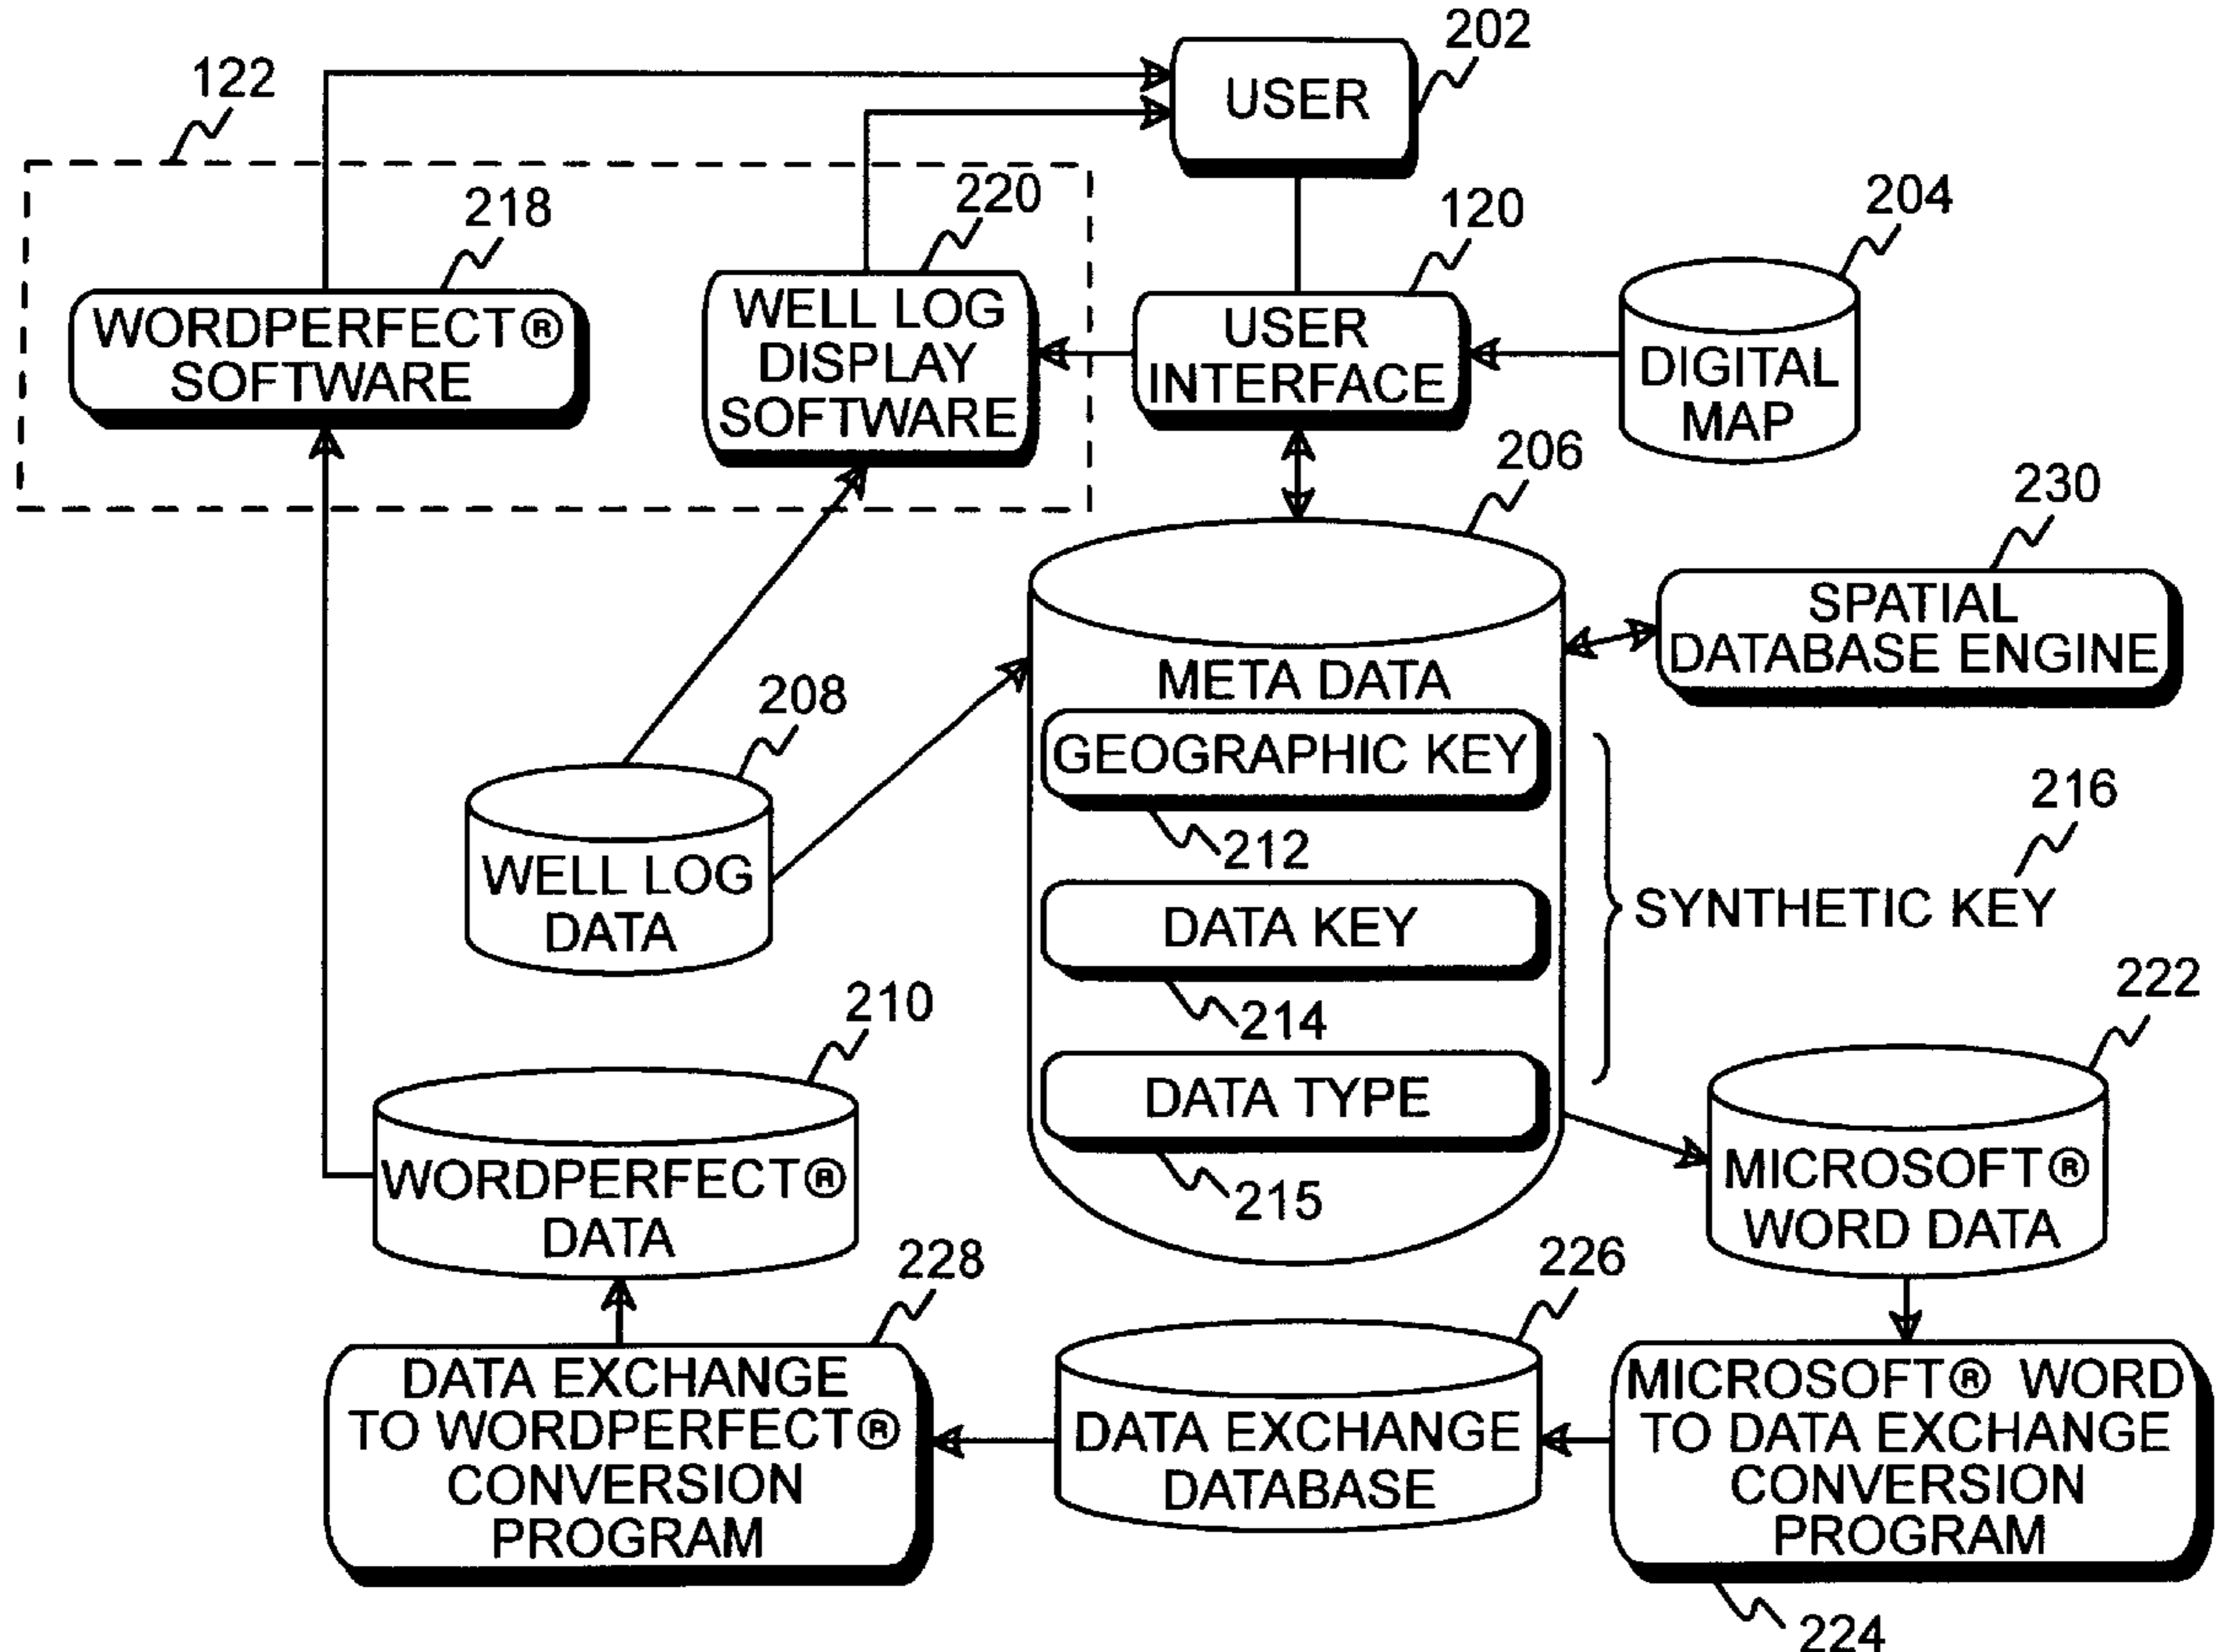 202
USER
122
218
220
120
204
WORDPERFECT®
SOFTWARE
WELL LOG
DISPLAY
SOFTWARE
USER
INTERFACE
DIGITAL
MAP
206
230
SPATIAL
DATABASE ENGINE
META DATA
208
GEOGRAPHIC KEY
212
216
WELL LOG
DATA
DATA KEY
214
SYNTHETIC KEY
210
222
DATA TYPE
215
WORDPERFECT®
DATA
MICROSOFT®
WORD DATA
228
226
DATA EXCHANGE
TO WORDPERFECT®
CONVERSION
PROGRAM
DATA EXCHANGE
DATABASE
MICROSOFT® WORD
TO DATA EXCHANGE
CONVERSION
PROGRAM
224